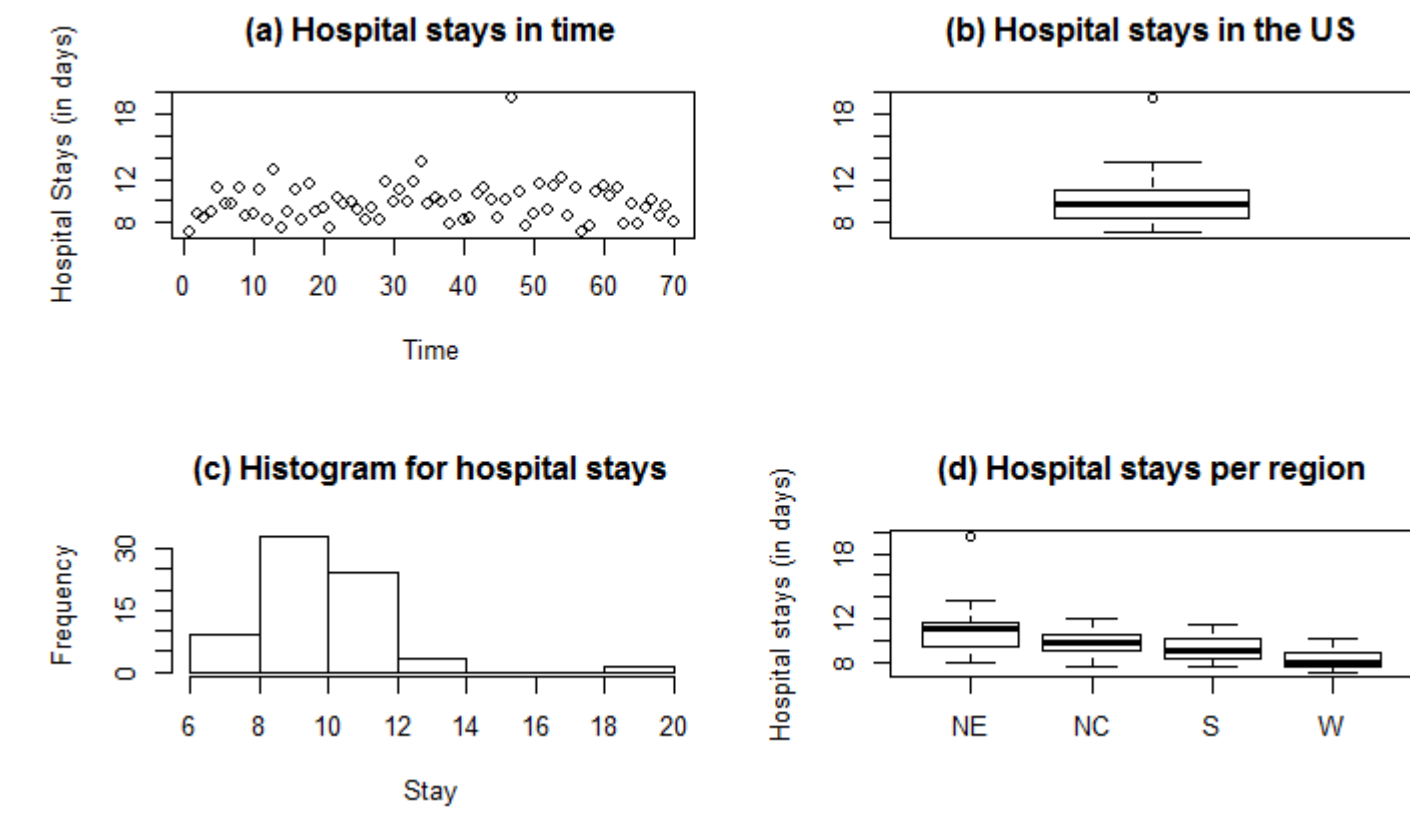 (a) Hospital stays in time
Hospital Stays (in days)
18
12
8
0 10 20 30 40 50 60 70
Time
(b) Hospital stays in the US
18
12
8
(c) Histogram for hospital stays
Frequency
30
15
0
6 8 10 12 14 16 18 20
Stay
(d) Hospital stays per region
Hospital stays (in days)
18
12
8
NE NC S W